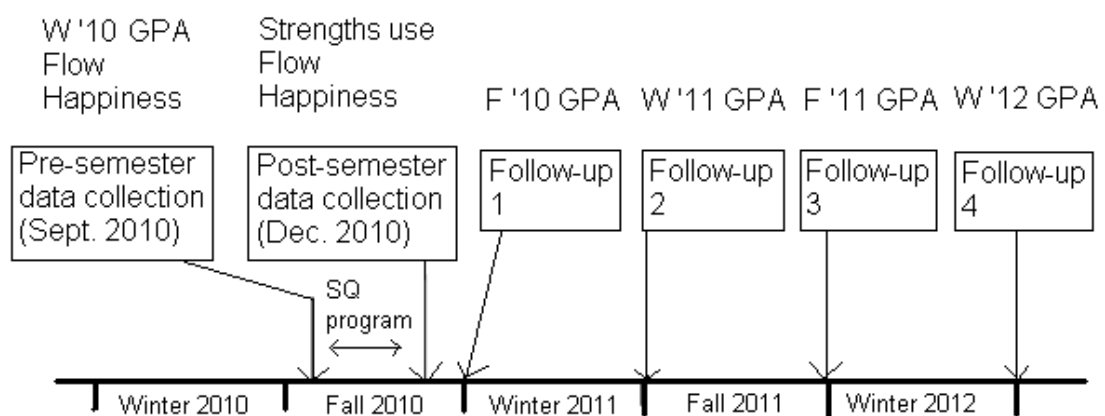 W '10 GPA
Flow
Happiness
Strengths use
Flow
Happiness
F '10 GPA
W '11 GPA
F '11 GPA
W '12 GPA
Pre-semester
data collection
(Sept. 2010)
Post-semester
data collection
(Dec. 2010)
Follow-up
1
Follow-up
2
Follow-up
3
Follow-up
4
SQ
program
Winter 2010
Fall 2010
Winter 2011
Fall 2011
Winter 2012